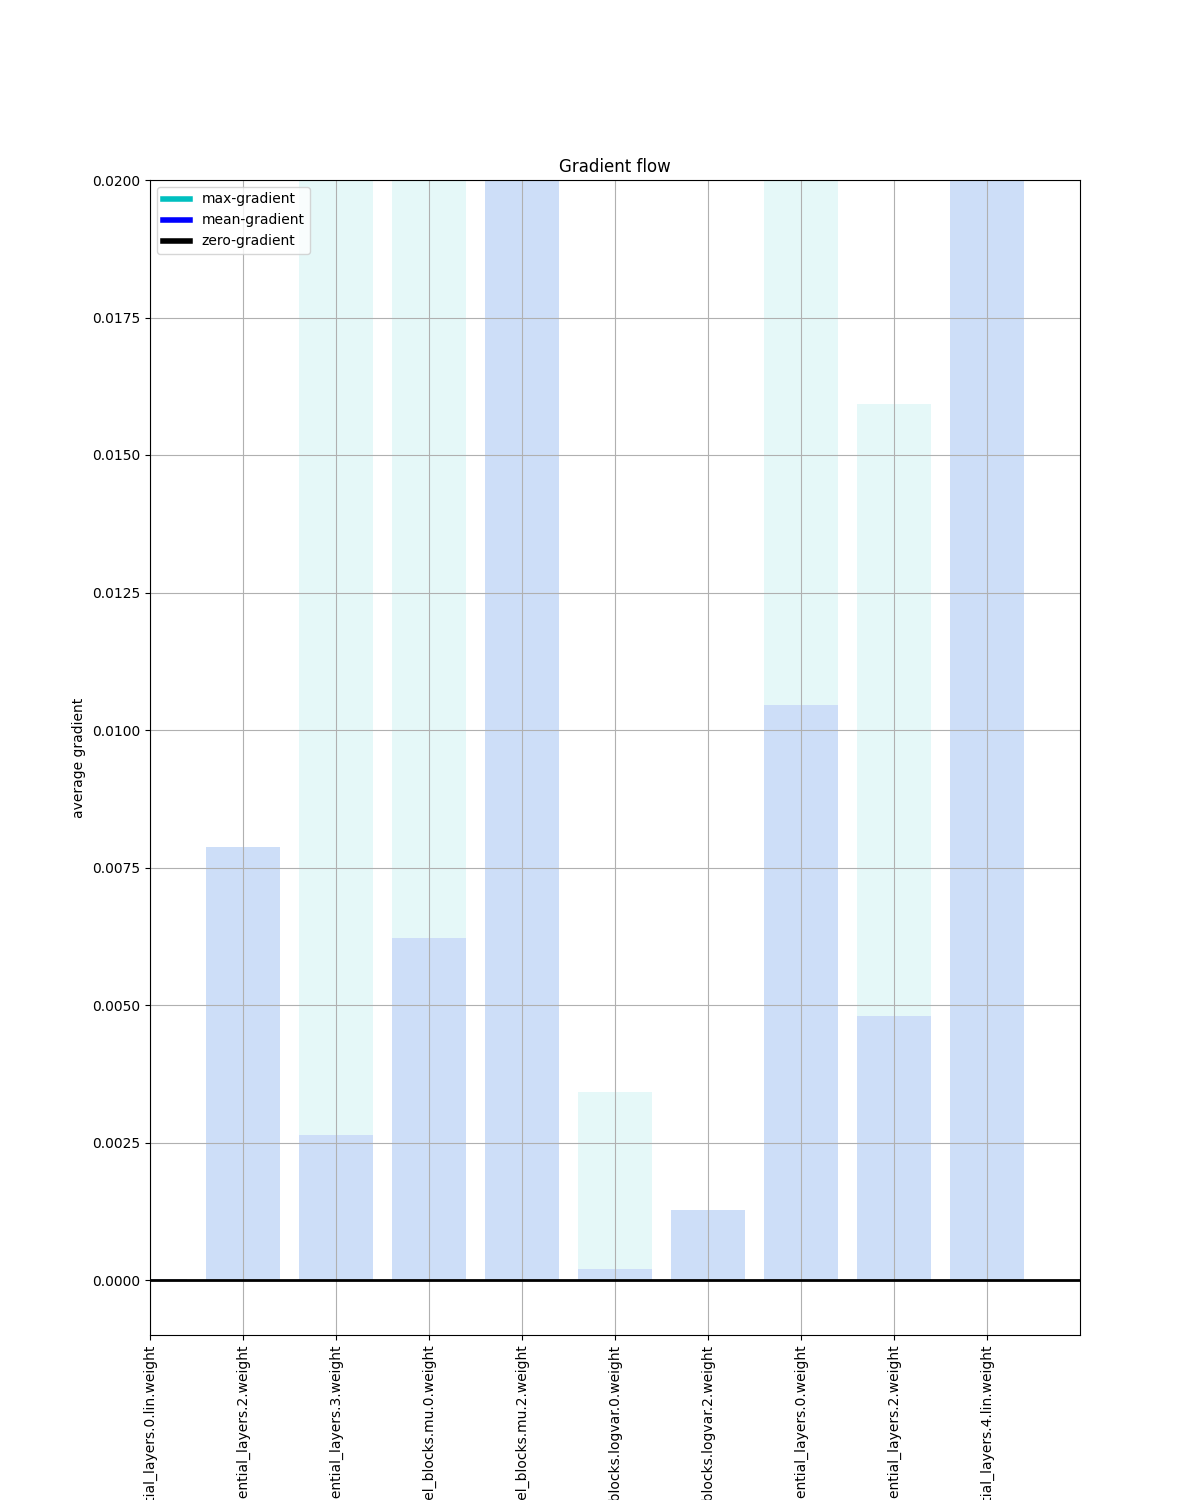 Gradient flow
max-gradient
mean-gradient
zero-gradient
0.0200
0.0175
0.0150
0.0125
0.0100
0.0075
0.0050
0.0025
0.0000
average gradient
tial_layers.0.lin.weight
ential_layers.2.weight
ential_layers.3.weight
el_blocks.mu.0.weight
el_blocks.mu.2.weight
blocks.logvar.0.weight
blocks.logvar.2.weight
ential_layers.0.weight
ential_layers.2.weight
tial_layers.4.lin.weight